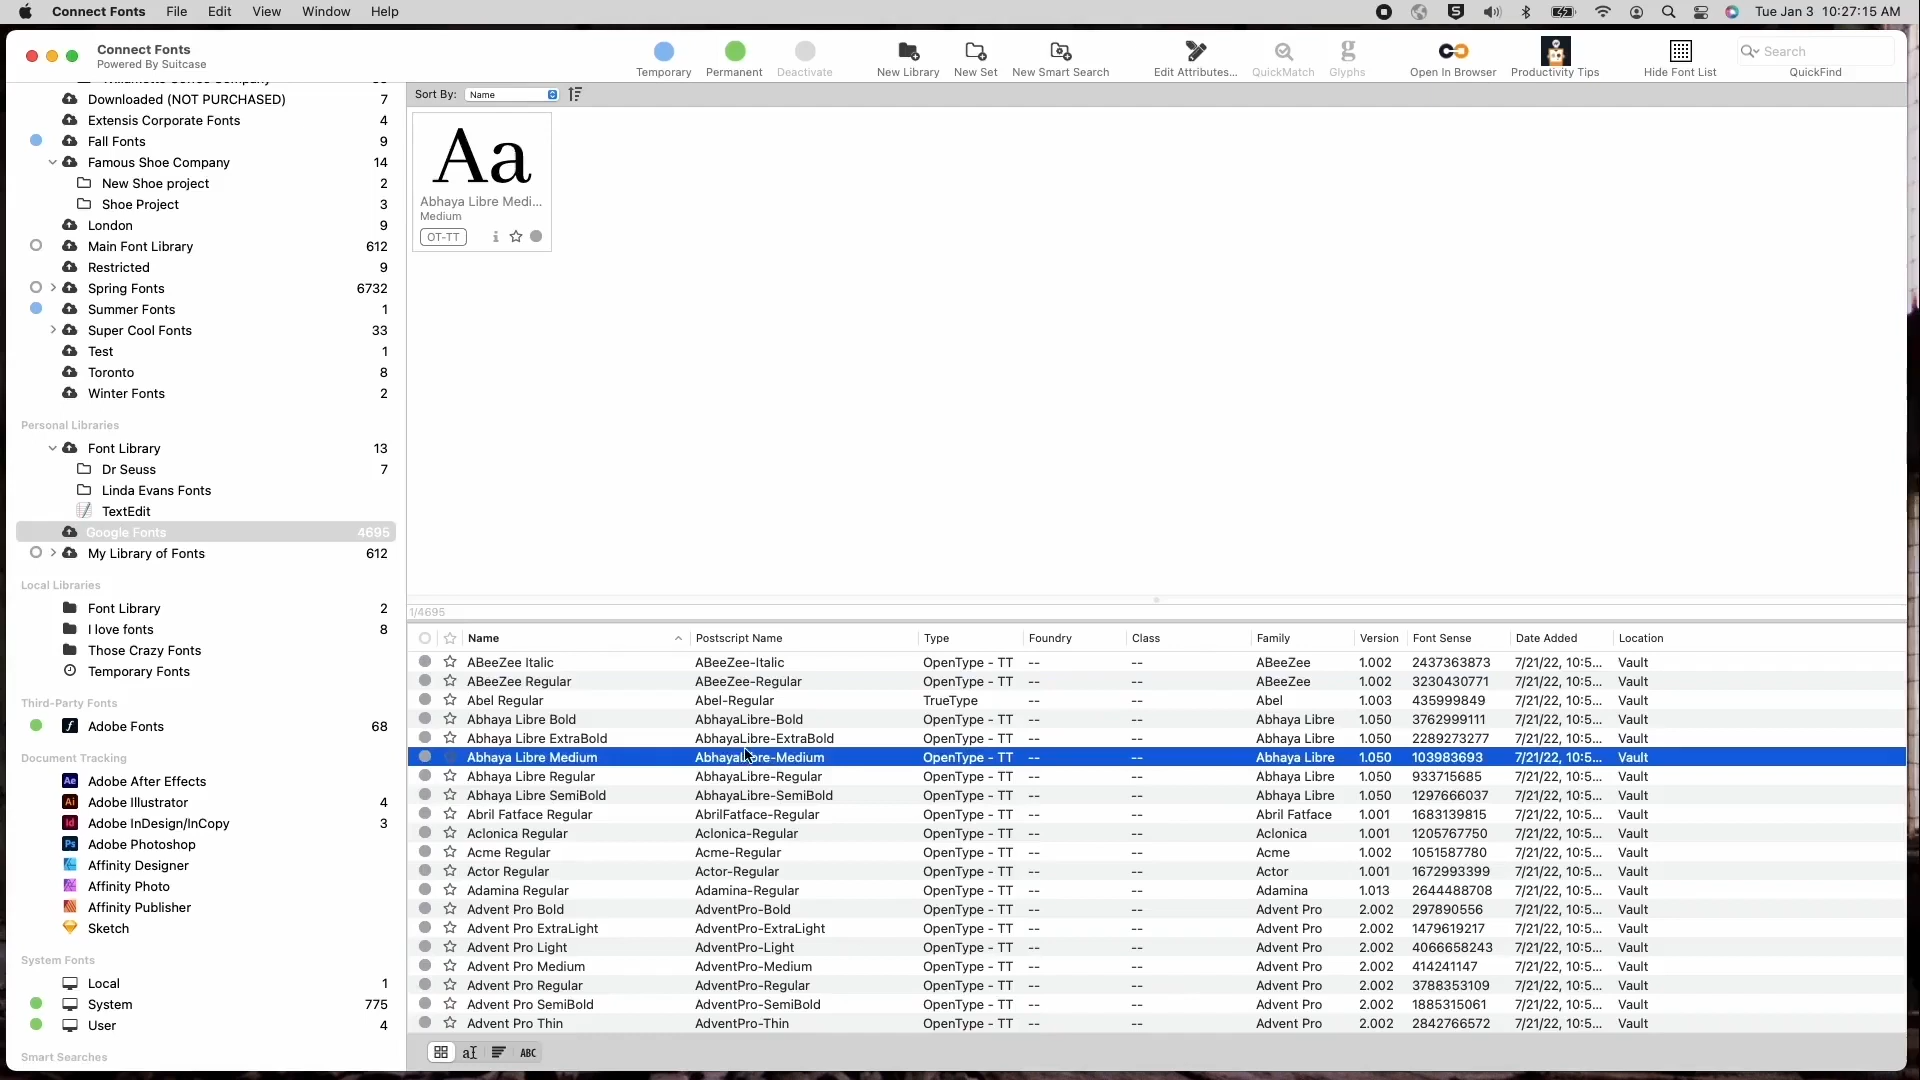 Connect Fonts File Edit View Window Help Tue Jan 3 10:27:15 AM
Connect Fonts
Powered By Suitcase
Temporary Permanent Deactivate New Library New Set New Smart Search Edit Attributes... QuickMatch Glyphs Open In Browser Productivity Tips Hide Font List QuickFind
Search
Downloaded (NOT PURCHASED) 7
Extensis Corporate Fonts 4
Fall Fonts 9
Famous Shoe Company 14
New Shoe project 2
Shoe Project 3
London 9
Main Font Library 612
Restricted 9
Spring Fonts 6732
Summer Fonts 1
Super Cool Fonts 33
Test 1
Toronto 8
Winter Fonts 2
Personal Libraries
Font Library 13
Dr Seuss 7
Linda Evans Fonts
TextEdit
Google Fonts 4695
My Library of Fonts 612
Local Libraries
Font Library 2
I love fonts 8
Those Crazy Fonts
Temporary Fonts
Third-Party Fonts
Adobe Fonts 68
Document Tracking
Ae Adobe After Effects
Ai Adobe Illustrator 4
Id Adobe InDesign/InCopy 3
Ps Adobe Photoshop
Affinity Designer
Affinity Photo
Affinity Publisher
Sketch
System Fonts
Local 1
System 775
User 4
Smart Searches
Sort By: Name
Aa
Abhaya Libre Medi...
Medium
OT-TT
1/4695
Name Postscript Name Type Foundry Class Family Version Font Sense Date Added Location
ABeeZee Italic ABeeZee-Italic OpenType - TT -- -- ABeeZee 1.002 2437363873 7/21/22, 10:5... Vault
ABeeZee Regular ABeeZee-Regular OpenType - TT -- -- ABeeZee 1.002 3230430771 7/21/22, 10:5... Vault
Abel Regular Abel-Regular TrueType -- -- Abel 1.003 435999849 7/21/22, 10:5... Vault
Abhaya Libre Bold AbhayaLibre-Bold OpenType - TT -- -- Abhaya Libre 1.050 3762999111 7/21/22, 10:5... Vault
Abhaya Libre ExtraBold AbhayaLibre-ExtraBold OpenType - TT -- -- Abhaya Libre 1.050 2289273277 7/21/22, 10:5... Vault
Abhaya Libre Medium AbhayaLibre-Medium OpenType - TT -- -- Abhaya Libre 1.050 103983693 7/21/22, 10:5... Vault
Abhaya Libre Regular AbhayaLibre-Regular OpenType - TT -- -- Abhaya Libre 1.050 933715685 7/21/22, 10:5... Vault
Abhaya Libre SemiBold AbhayaLibre-SemiBold OpenType - TT -- -- Abhaya Libre 1.050 1297666037 7/21/22, 10:5... Vault
Abril Fatface Regular AbrilFatface-Regular OpenType - TT -- -- Abril Fatface 1.001 1683139815 7/21/22, 10:5... Vault
Aclonica Regular Aclonica-Regular OpenType - TT -- -- Aclonica 1.001 1205767750 7/21/22, 10:5... Vault
Acme Regular Acme-Regular OpenType - TT -- -- Acme 1.002 1051587780 7/21/22, 10:5... Vault
Actor Regular Actor-Regular OpenType - TT -- -- Actor 1.001 1672993399 7/21/22, 10:5... Vault
Adamina Regular Adamina-Regular OpenType - TT -- -- Adamina 1.013 2644488708 7/21/22, 10:5... Vault
Advent Pro Bold AdventPro-Bold OpenType - TT -- -- Advent Pro 2.002 297890556 7/21/22, 10:5... Vault
Advent Pro ExtraLight AdventPro-ExtraLight OpenType - TT -- -- Advent Pro 2.002 1479619217 7/21/22, 10:5... Vault
Advent Pro Light AdventPro-Light OpenType - TT -- -- Advent Pro 2.002 4066658243 7/21/22, 10:5... Vault
Advent Pro Medium AdventPro-Medium OpenType - TT -- -- Advent Pro 2.002 414241147 7/21/22, 10:5... Vault
Advent Pro Regular AdventPro-Regular OpenType - TT -- -- Advent Pro 2.002 3788353109 7/21/22, 10:5... Vault
Advent Pro SemiBold AdventPro-SemiBold OpenType - TT -- -- Advent Pro 2.002 1885315061 7/21/22, 10:5... Vault
Advent Pro Thin AdventPro-Thin OpenType - TT -- -- Advent Pro 2.002 2842766572 7/21/22, 10:5... Vault
aI ABC